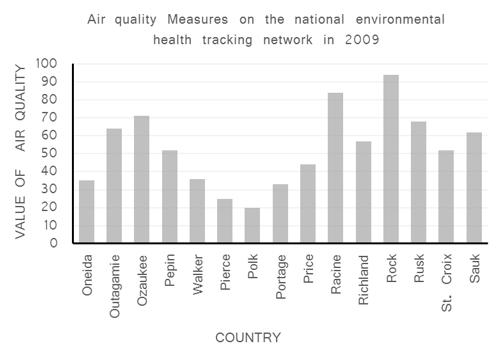 Air quality Measures on the national environmental
health tracking network in 2009
VALUE OF AIR QUALITY
100
90
80
70
60
50
40
30
20
10
0
Oneida
Outagamie
Ozaukee
Pepin
Walker
Pierce
Polk
Portage
Price
Racine
Richland
Rock
Rusk
St. Croix
Sauk
COUNTRY